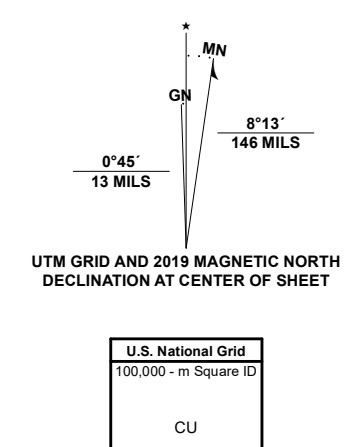 MN
GN
8°13´
146 MILS
0°45´
13 MILS
UTM GRID AND 2019 MAGNETIC NORTH
DECLINATION AT CENTER OF SHEET
U.S. National Grid
100,000 - m Square ID
CU